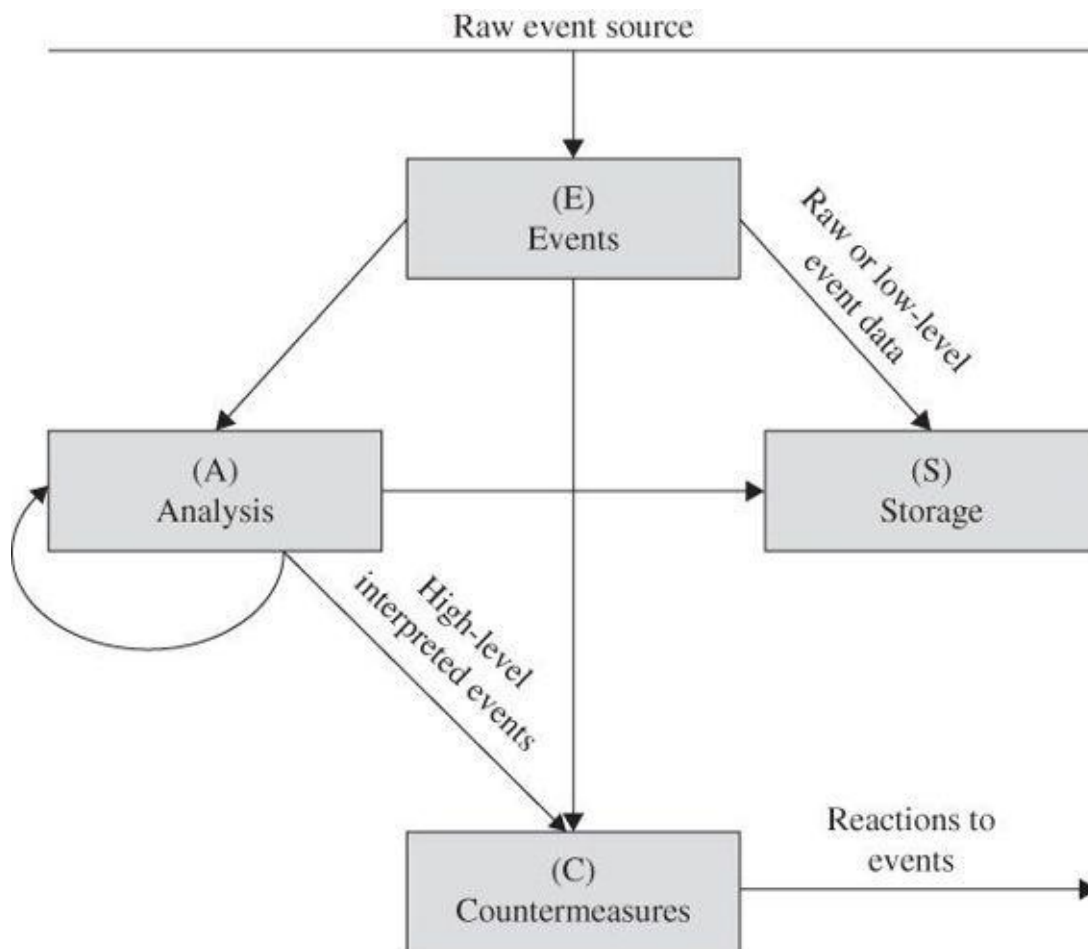 Raw event source
(E)
Events
Raw or low-level
event data
(A)
Analysis
(S)
Storage
High-level
interpreted events
Reactions to
events
(C)
Countermeasures